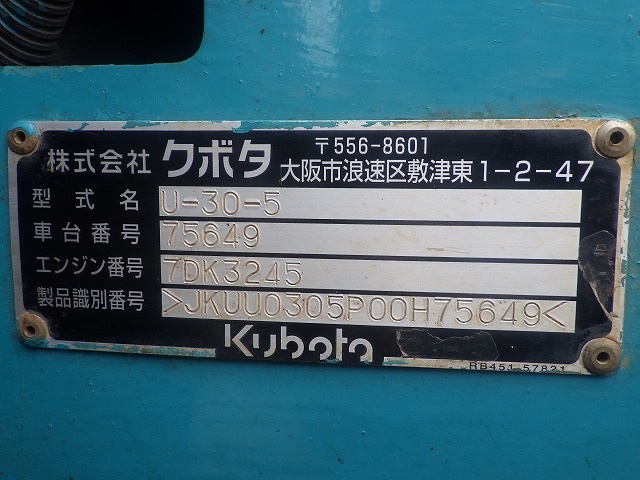 株式会社 クボタ 〒556-8601
大阪市浪速区敷津東1-2-47
型式名 U-30-5
車台番号 75649
エンジン番号 7DK3245
製品識別番号 >JKUU0305P00H75649<
Kubota
RB451-57821